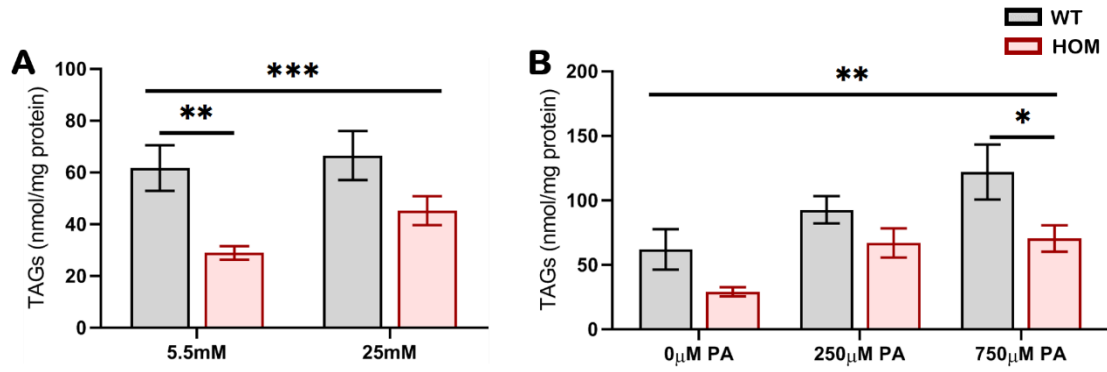 WT
HOM
A
TAGs (nmol/mg protein)
100
80
60
40
20
0
***
**
5.5mM
25mM
B
TAGs (nmol/mg protein)
200
150
100
50
0
**
*
0μM PA
250μM PA
750μM PA